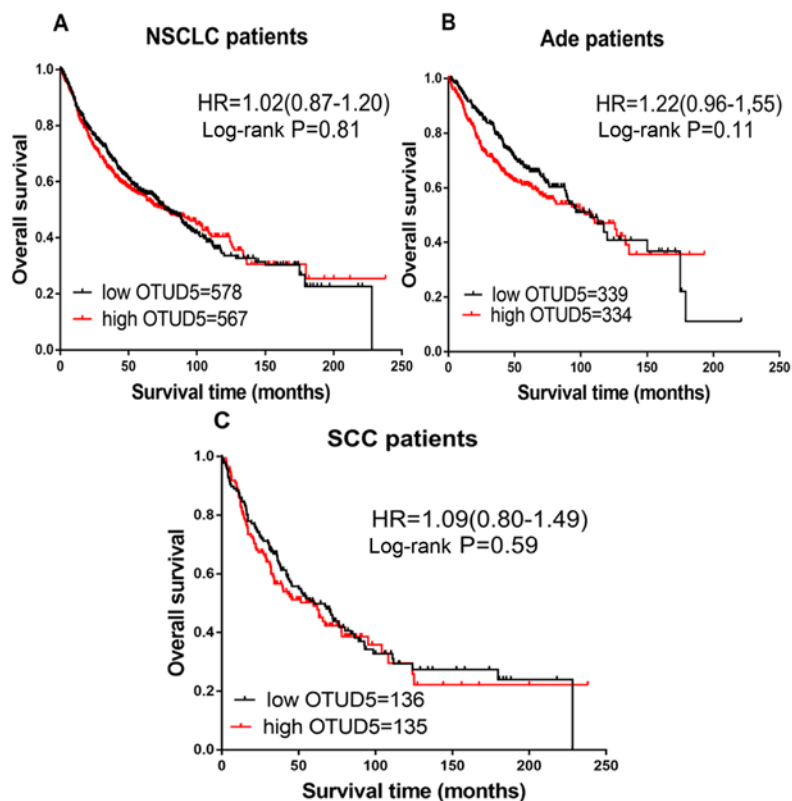 A
NSCLC patients
HR=1.02(0.87-1.20)
Log-rank P=0.81
Overall survival
1.0
0.8
0.6
0.4
0.2
0.0
low OTUD5=578
high OTUD5=567
0 50 100 150 200 250
Survival time (months)
B
Ade patients
HR=1.22(0.96-1,55)
Log-rank P=0.11
Overall survival
1.0
0.8
0.6
0.4
0.2
0.0
low OTUD5=339
high OTUD5=334
0 50 100 150 200 250
Survival time (months)
C
SCC patients
HR=1.09(0.80-1.49)
Log-rank P=0.59
Overall survival
1.0
0.8
0.6
0.4
0.2
0.0
low OTUD5=136
high OTUD5=135
0 50 100 150 200 250
Survival time (months)